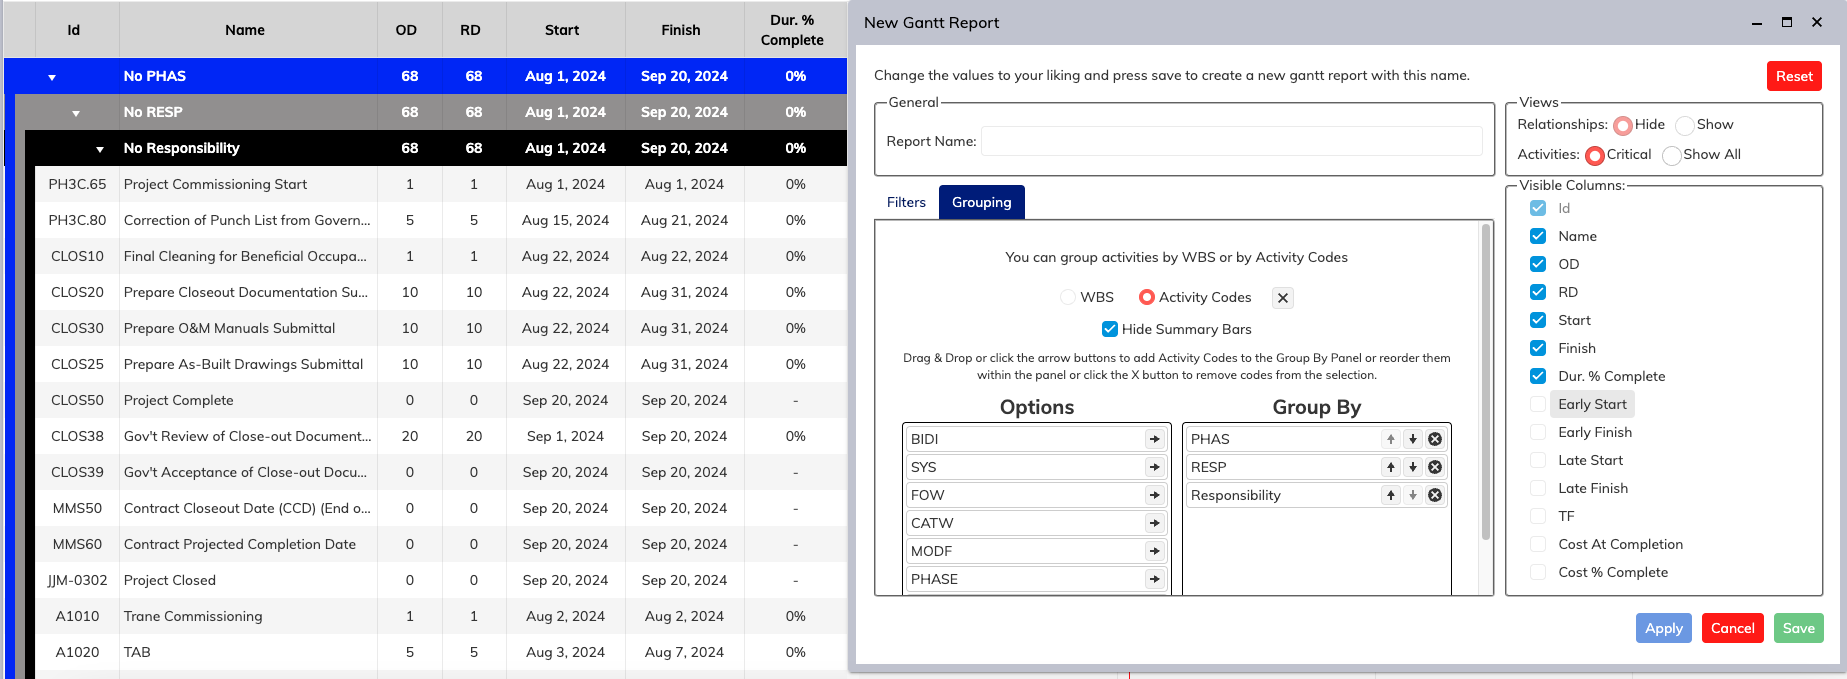 Id Name OD RD Start Finish Dur. % Complete
No PHAS 68 68 Aug 1, 2024 Sep 20, 2024 0%
No RESP 68 68 Aug 1, 2024 Sep 20, 2024 0%
No Responsibility 68 68 Aug 1, 2024 Sep 20, 2024 0%
PH3C.65 Project Commissioning Start 1 1 Aug 1, 2024 Aug 1, 2024 0%
PH3C.80 Correction of Punch List from Govern... 5 5 Aug 15, 2024 Aug 21, 2024 0%
CLOS10 Final Cleaning for Beneficial Occupa... 1 1 Aug 22, 2024 Aug 22, 2024 0%
CLOS20 Prepare Closeout Documentation Su... 10 10 Aug 22, 2024 Aug 31, 2024 0%
CLOS30 Prepare O&M Manuals Submittal 10 10 Aug 22, 2024 Aug 31, 2024 0%
CLOS25 Prepare As-Built Drawings Submittal 10 10 Aug 22, 2024 Aug 31, 2024 0%
CLOS50 Project Complete 0 0 Sep 20, 2024 Sep 20, 2024 -
CLOS38 Gov't Review of Close-out Document... 20 20 Sep 1, 2024 Sep 20, 2024 0%
CLOS39 Gov't Acceptance of Close-out Docu... 0 0 Sep 20, 2024 Sep 20, 2024 -
MMS50 Contract Closeout Date (CCD) (End o... 0 0 Sep 20, 2024 Sep 20, 2024 -
MMS60 Contract Projected Completion Date 0 0 Sep 20, 2024 Sep 20, 2024 -
JJM-0302 Project Closed 0 0 Sep 20, 2024 Sep 20, 2024 -
A1010 Trane Commissioning 1 1 Aug 2, 2024 Aug 2, 2024 0%
A1020 TAB 5 5 Aug 3, 2024 Aug 7, 2024 0%
New Gantt Report
Change the values to your liking and press save to create a new gantt report with this name.
Reset
General
Report Name:
Views
Relationships: Hide Show
Activities: Critical Show All
Filters Grouping
You can group activities by WBS or by Activity Codes
WBS Activity Codes
Hide Summary Bars
Drag & Drop or click the arrow buttons to add Activity Codes to the Group By Panel or reorder them
within the panel or click the X button to remove codes from the selection.
Options
BIDI
SYS
FOW
CATW
MODF
PHASE
Group By
PHAS
RESP
Responsibility
Visible Columns:
Id
Name
OD
RD
Start
Finish
Dur. % Complete
Early Start
Early Finish
Late Start
Late Finish
TF
Cost At Completion
Cost % Complete
Apply Cancel Save